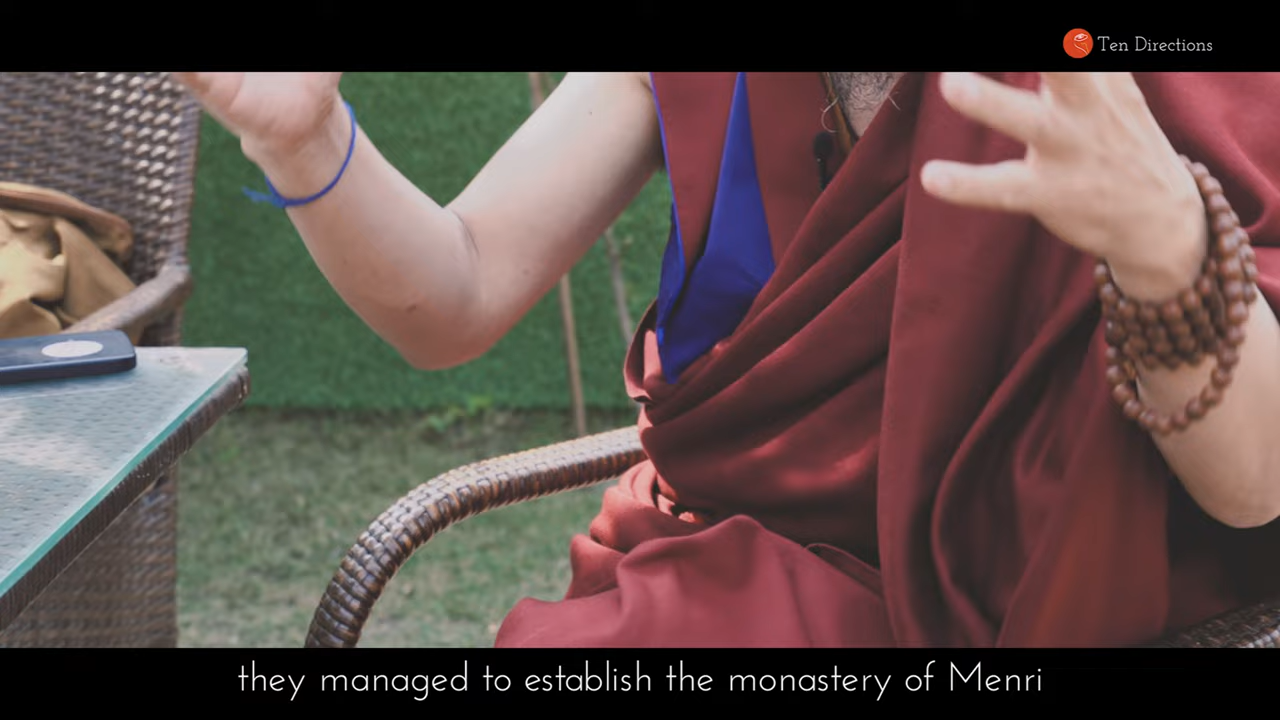 Ten Directions
they managed to establish the monastery of Menri